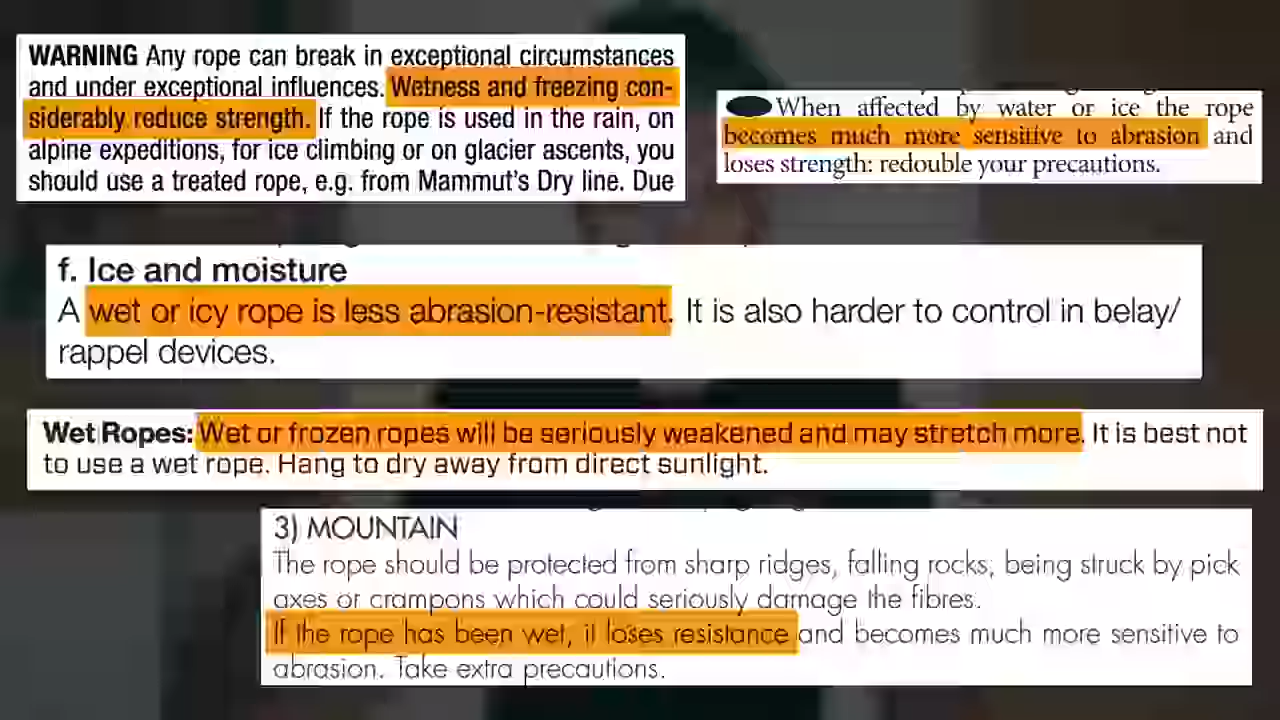 WARNING Any rope can break in exceptional circumstances
and under exceptional influences. Wetness and freezing con-
siderably reduce strength. If the rope is used in the rain, on
alpine expeditions, for ice climbing or on glacier ascents, you
should use a treated rope, e.g. from Mammut's Dry line. Due
When affected by water or ice the rope
becomes much more sensitive to abrasion and
loses strength: redouble your precautions.
f. Ice and moisture
A wet or icy rope is less abrasion-resistant. It is also harder to control in belay/
rappel devices.
Wet Ropes: Wet or frozen ropes will be seriously weakened and may stretch more. It is best not
to use a wet rope. Hang to dry away from direct sunlight.
3) MOUNTAIN
The rope should be protected from sharp ridges, falling rocks, being struck by pick
axes or crampons which could seriously damage the fibres.
If the rope has been wet, it loses resistance and becomes much more sensitive to
abrasion. Take extra precautions.